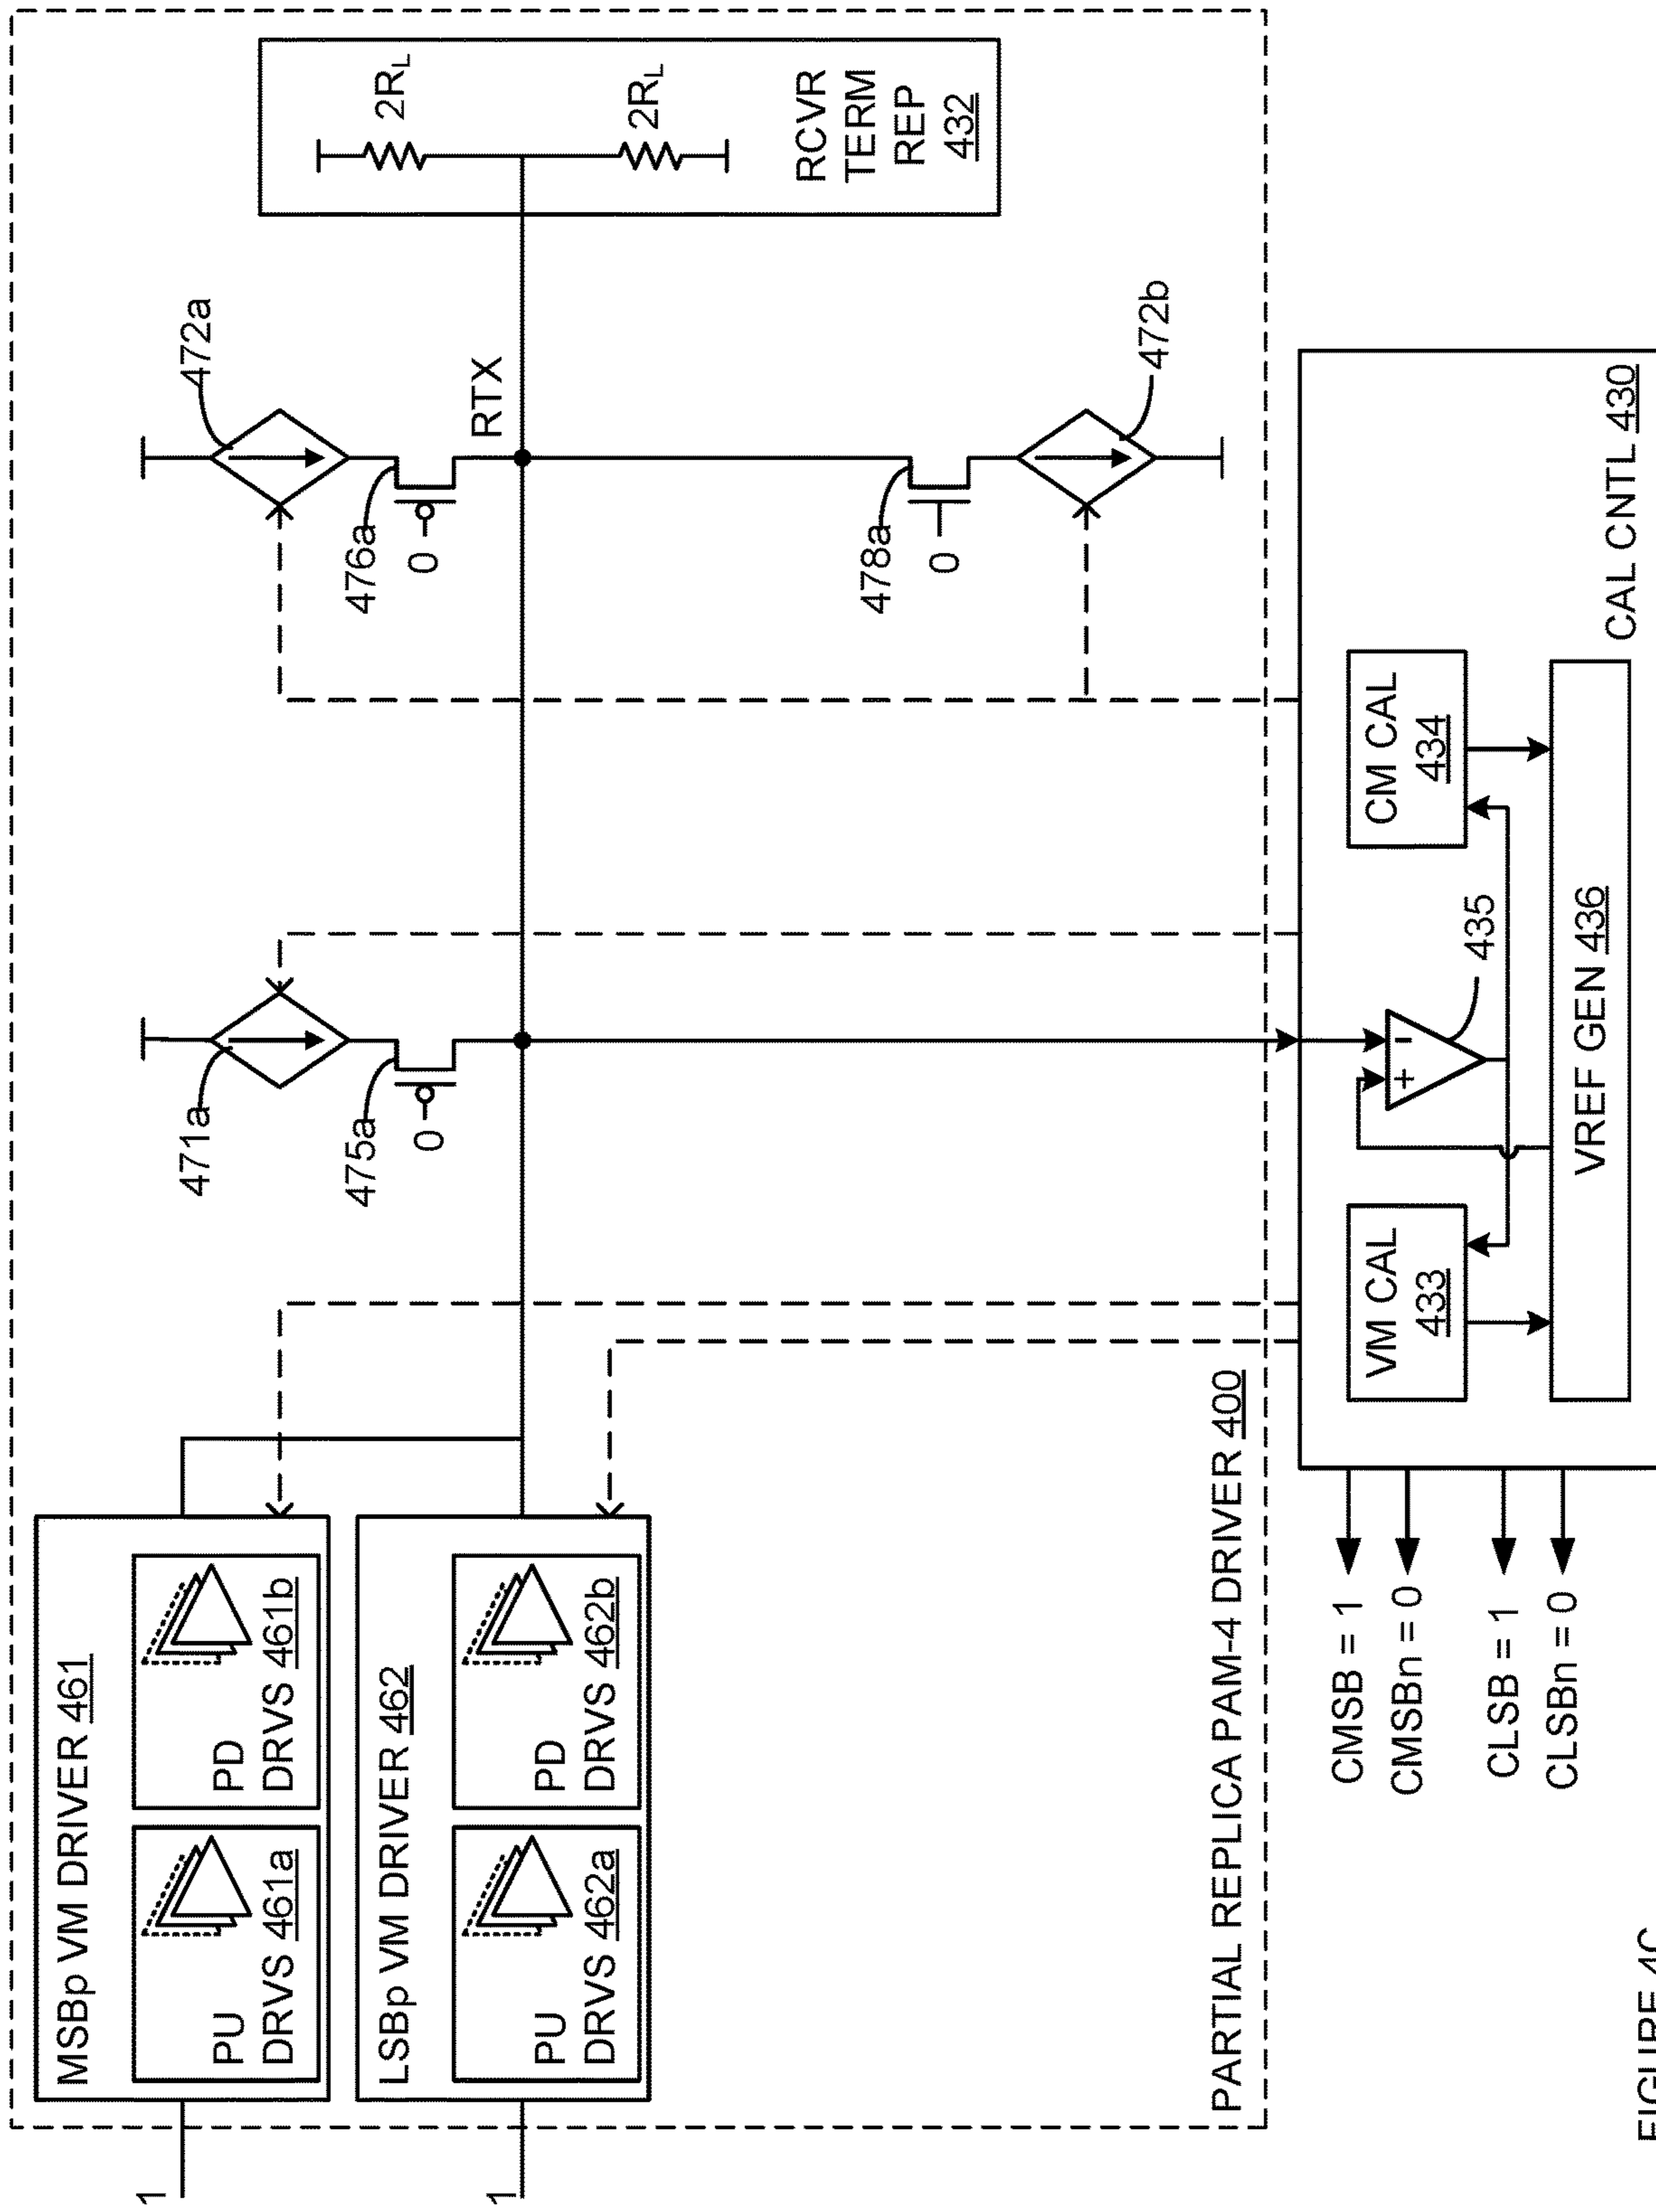 1
MSBp VM DRIVER 461
PU
DRVS 461a
PD
DRVS 461b
1
LSBp VM DRIVER 462
PU
DRVS 462a
PD
DRVS 462b
471a
475a
0
472a
476a
0
RTX
478a
0
472b
2RL
2RL
RCVR
TERM
REP
432
PARTIAL REPLICA PAM-4 DRIVER 400
CMSB = 1
CMSBn = 0
CLSB = 1
CLSBn = 0
VM CAL
433
+
-
435
CM CAL
434
VREF GEN 436
CAL CNTL 430
FIGURE 4C